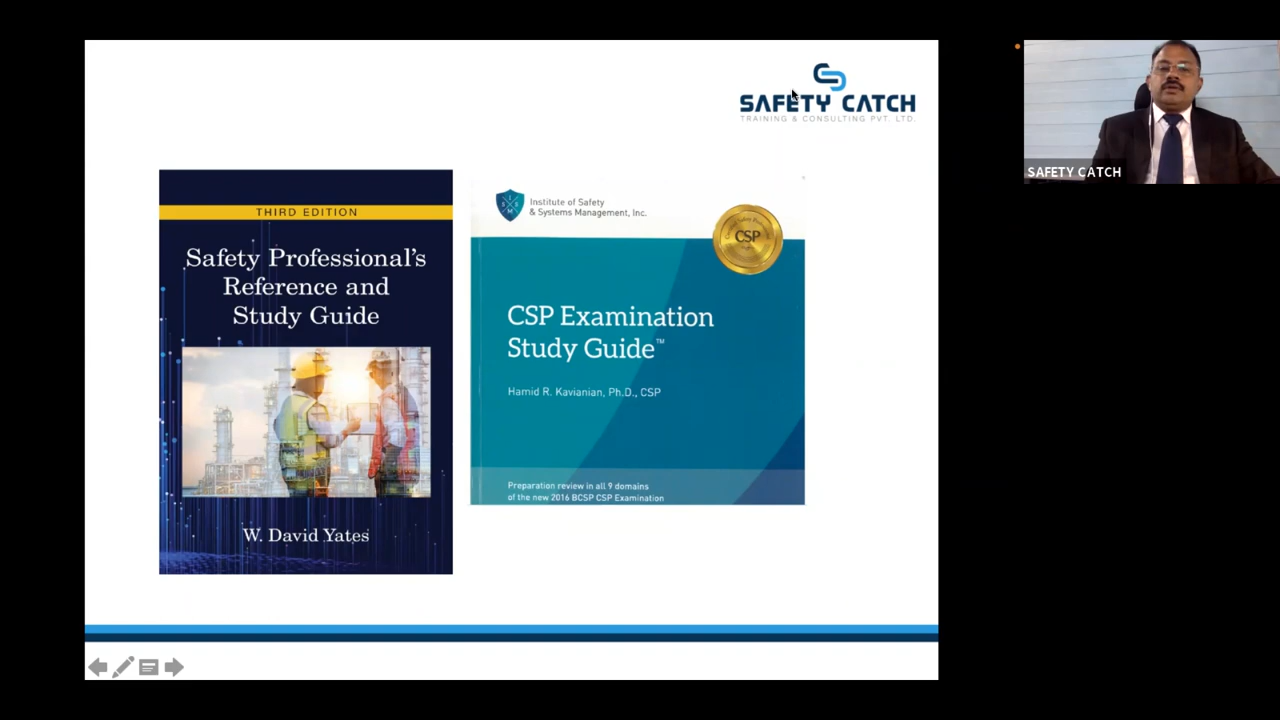 SAFETY CATCH
TRAINING & CONSULTING PVT. LTD.
THIRD EDITION
Safety Professional's
Reference and
Study Guide
W. David Yates
Institute of Safety
& Systems Management, Inc.
CSP
CSP Examination
Study Guide™
Hamid R. Kavianian, Ph.D., CSP
Preparation review in all 9 domains
of the new 2016 BCSP CSP Examination
SAFETY CATCH